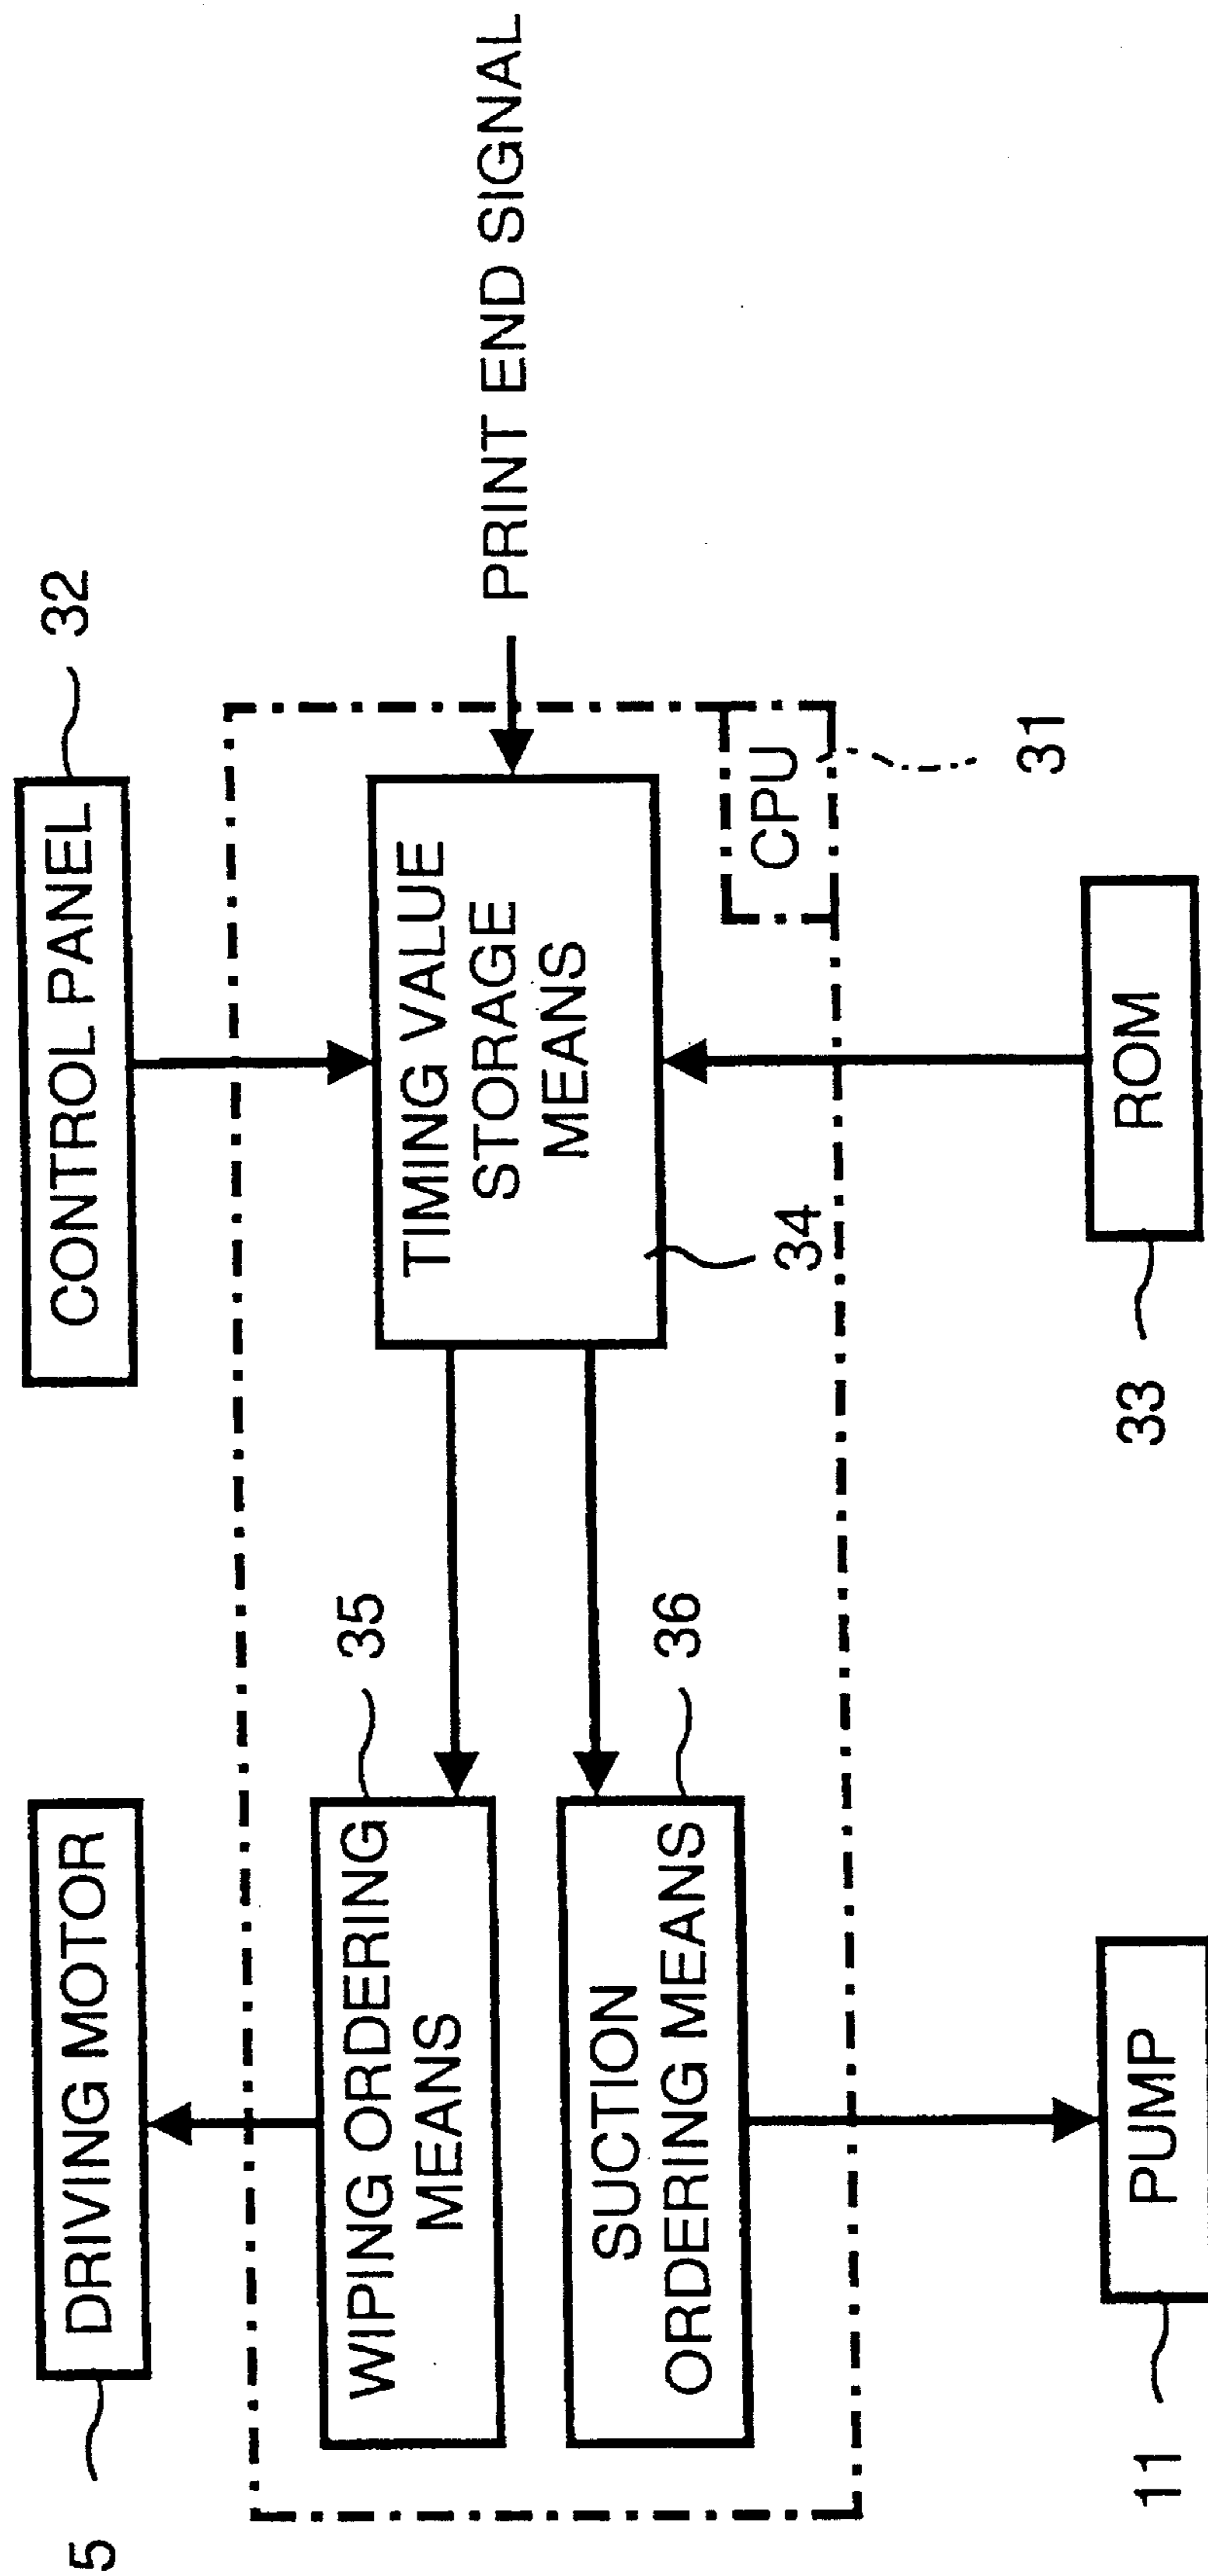 5
DRIVING MOTOR
CONTROL PANEL
32
WIPING ORDERING
MEANS
35
TIMING VALUE
STORAGE
MEANS
PRINT END SIGNAL
SUCTION
ORDERING MEANS
36
34
CPU
31
11
PUMP
33
ROM